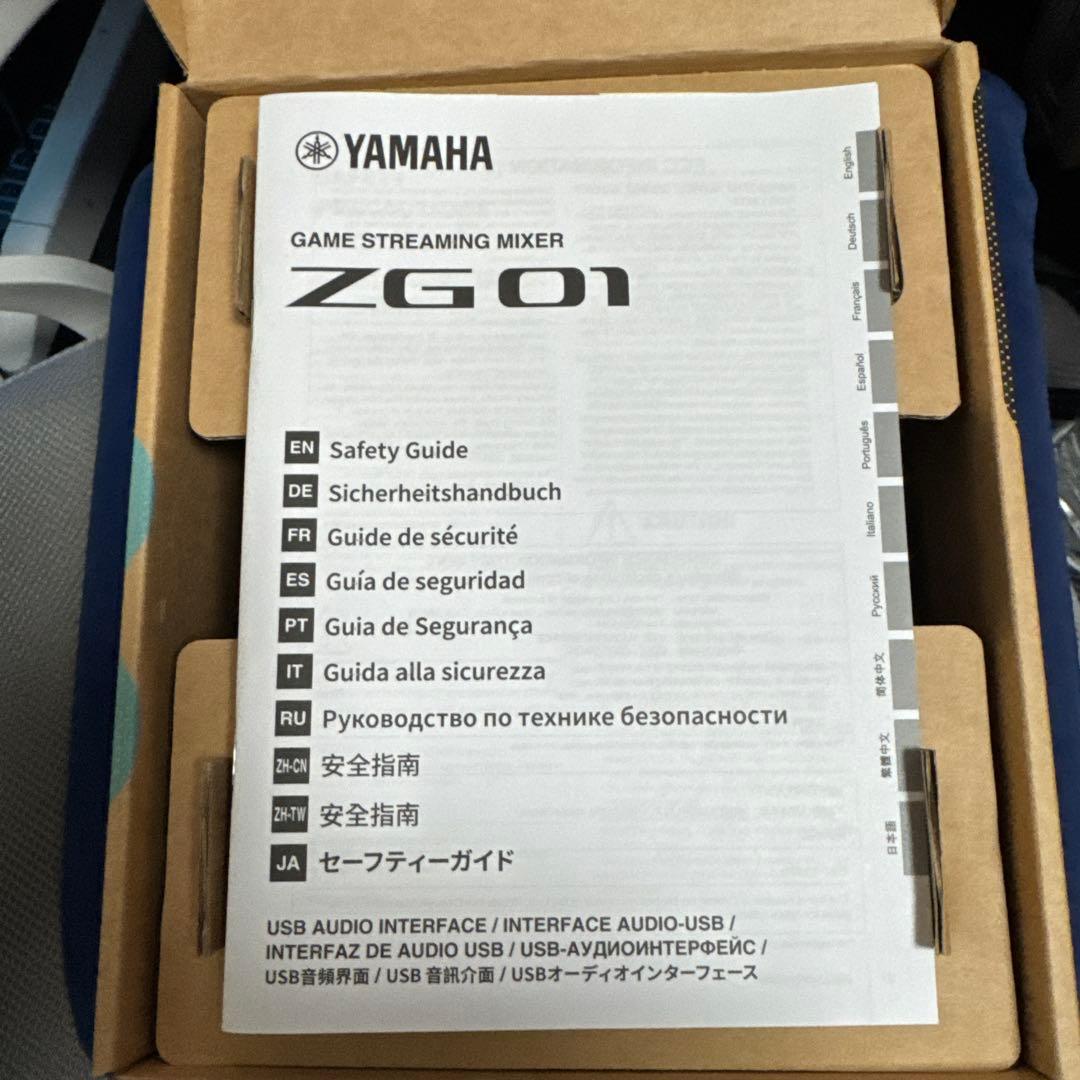 YAMAHA
GAME STREAMING MIXER
ZG01
EN Safety Guide
DE Sicherheitshandbuch
FR Guide de sécurité
ES Guía de seguridad
PT Guia de Segurança
IT Guida alla sicurezza
RU Руководство по технике безопасности
ZH-CN 安全指南
ZH-TW 安全指南
JA セーフティーガイド
USB AUDIO INTERFACE / INTERFACE AUDIO-USB /
INTERFAZ DE AUDIO USB / USB-АУДИОИНТЕРФЕЙС /
USB音頻界面 / USB 音訊介面 / USBオーディオインターフェース
English
Deutsch
Français
Español
Português
Italiano
Русский
简体中文
繁體中文
日本語